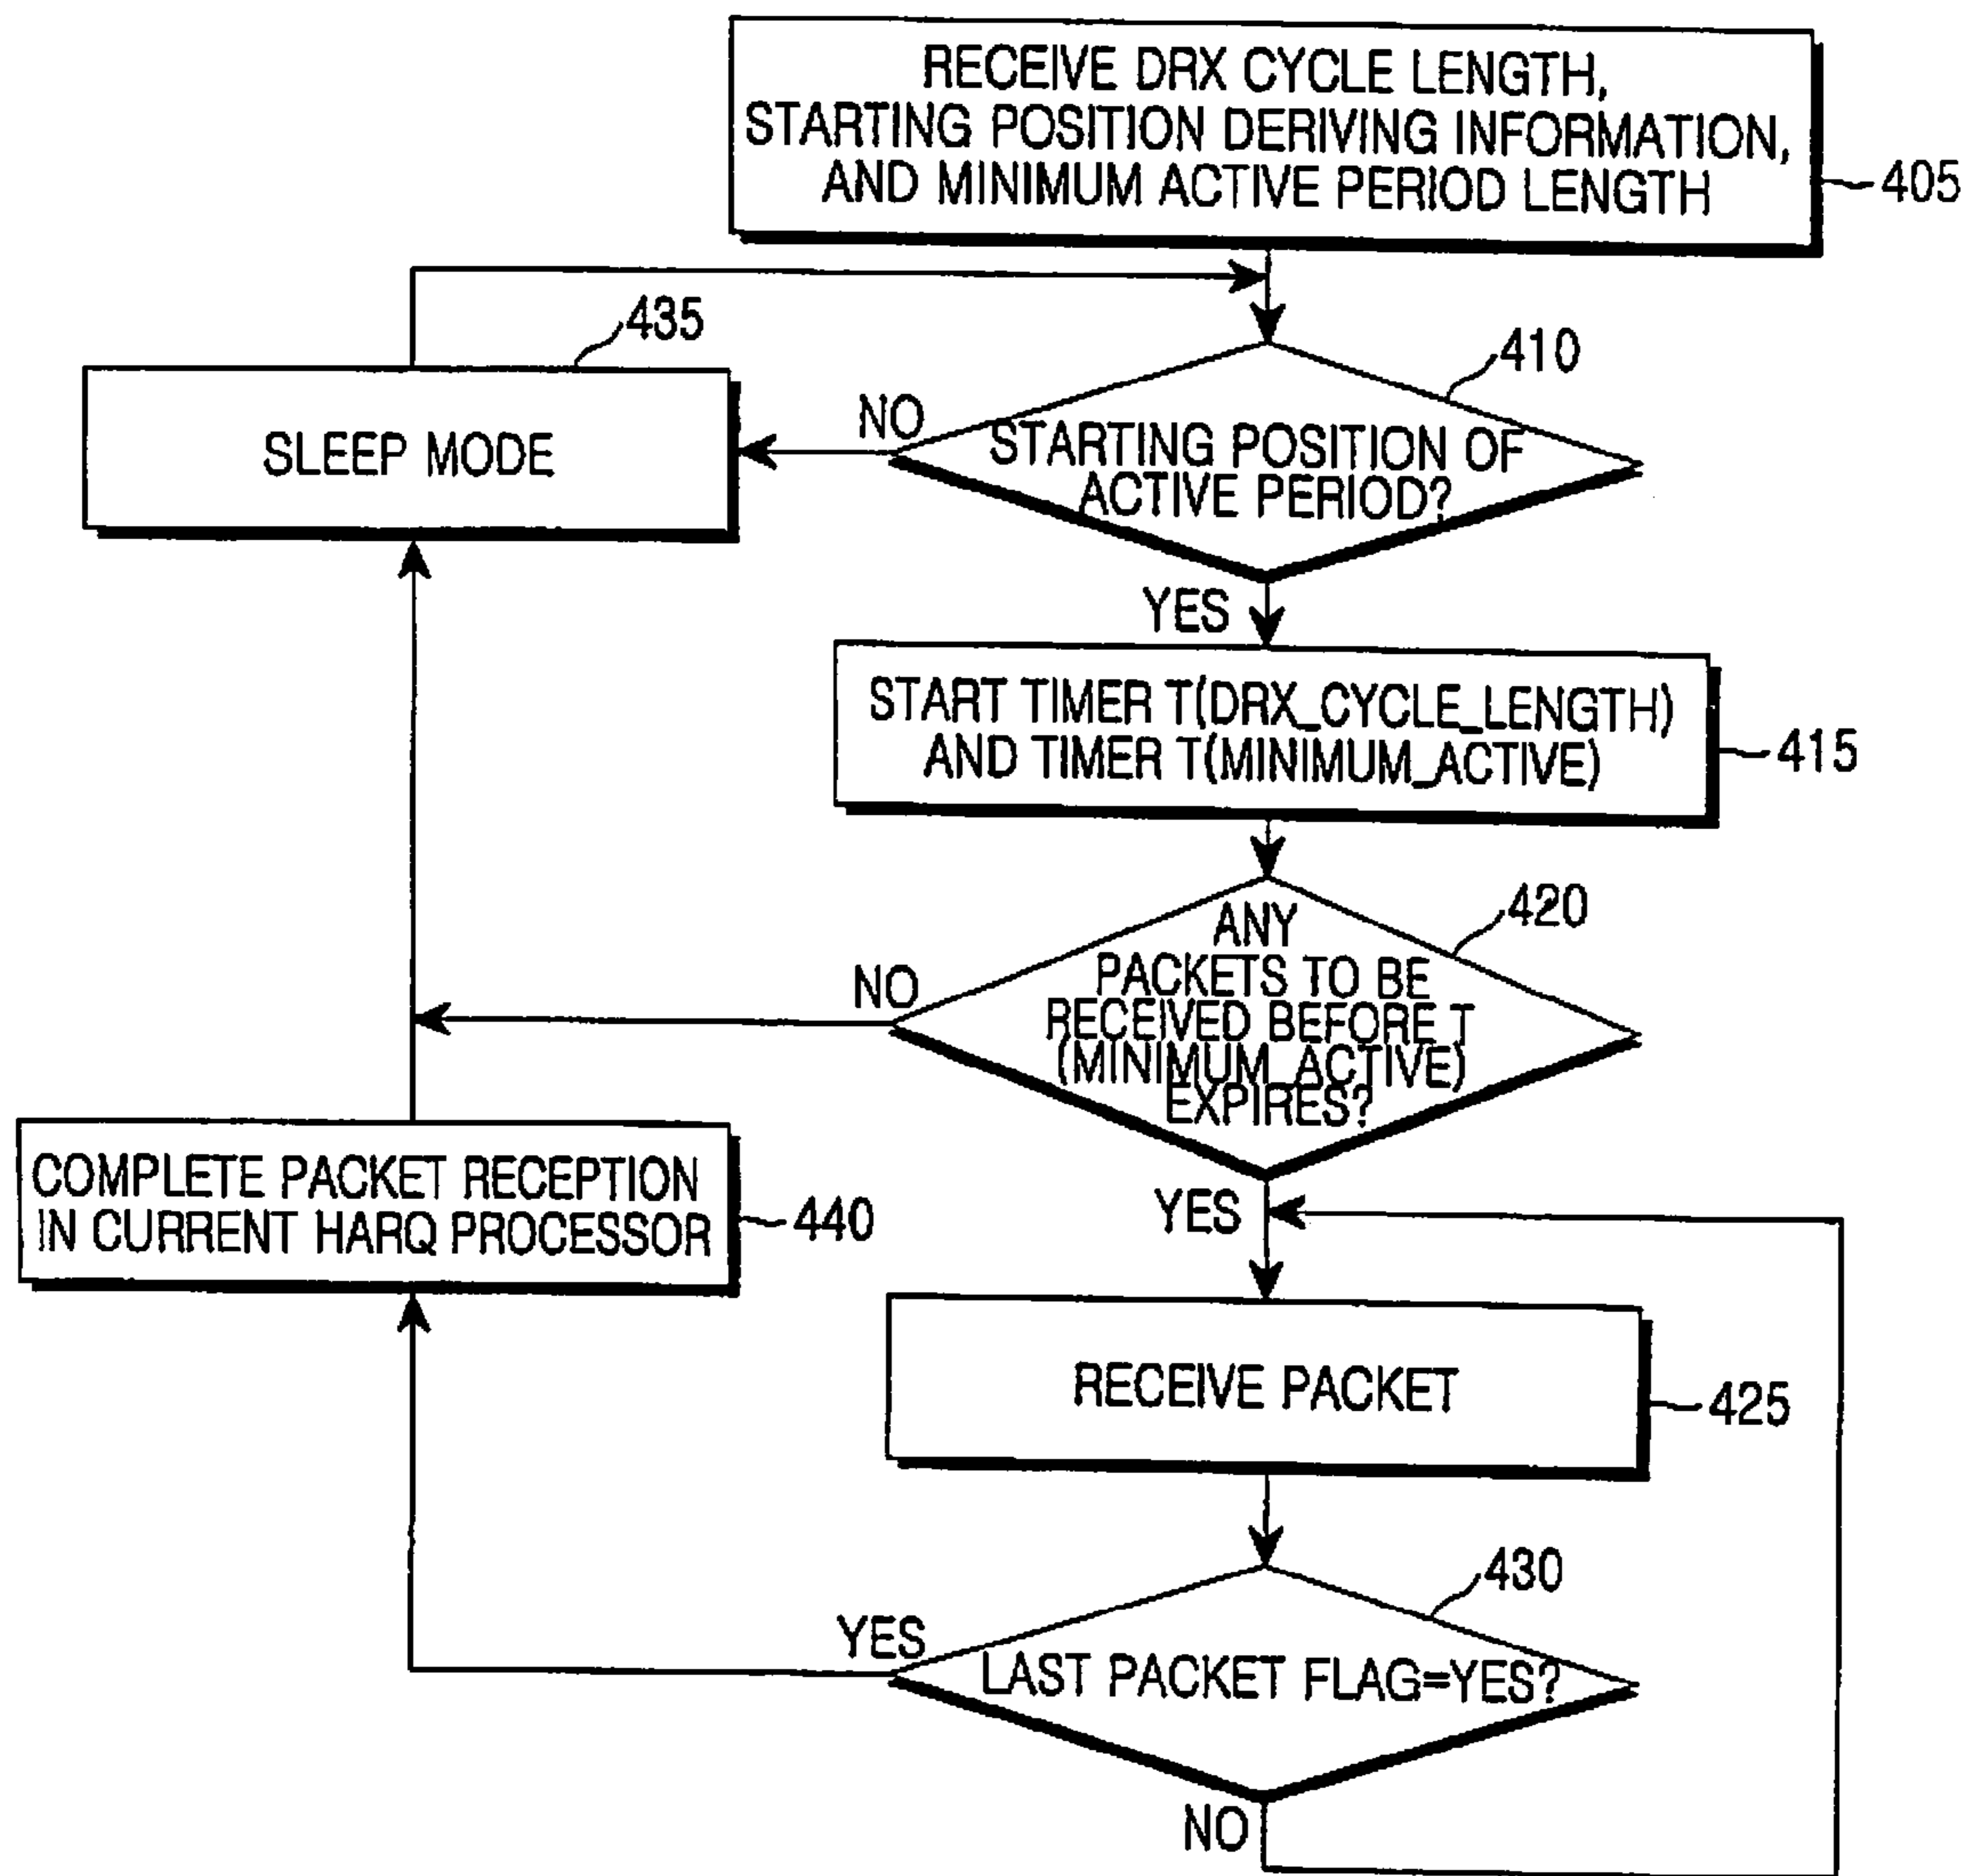 RECEIVE DRX CYCLE LENGTH,
STARTING POSITION DERIVING INFORMATION,
AND MINIMUM ACTIVE PERIOD LENGTH
405
435
SLEEP MODE
410
NO
STARTING POSITION OF
ACTIVE PERIOD?
YES
START TIMER T(DRX_CYCLE_LENGTH)
AND TIMER T(MINIMUM_ACTIVE)
415
420
ANY
PACKETS TO BE
RECEIVED BEFORE T
(MINIMUM_ACTIVE)
EXPIRES?
NO
YES
COMPLETE PACKET RECEPTION
IN CURRENT HARQ PROCESSOR
440
RECEIVE PACKET
425
430
YES
LAST PACKET FLAG=YES?
NO